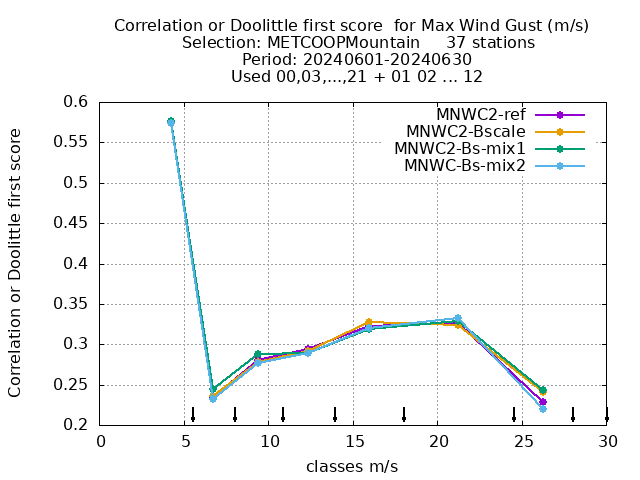 Correlation or Doolittle first score  for Max Wind Gust (m/s)
Selection: METCOOPMountain     37 stations
Period: 20240601-20240630
Used 00,03,...,21 + 01 02 ... 12
Correlation or Doolittle first score
0.6
0.55
0.5
0.45
0.4
0.35
0.3
0.25
0.2
MNWC2-ref
MNWC2-Bscale
MNWC2-Bs-mix1
MNWC-Bs-mix2
0 5 10 15 20 25 30
classes m/s